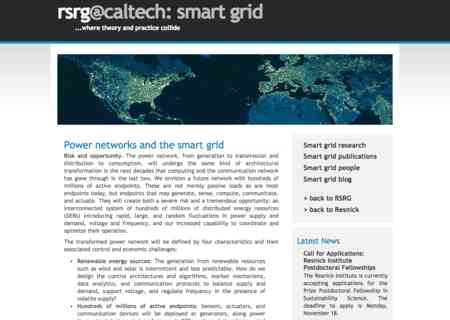 rsrg@caltech: smart grid
...where theory and practice collide
Power networks and the smart grid
Risk and opportunity. The power network, from generation to transmission and
distribution to consumption, will undergo the same kind of architectural
transformation in the next decades that computing and the communication network
has gone through in the last two. We envision a future network with hundreds of
millions of active endpoints. These are not merely passive loads as are most
endpoints today, but endpoints that may generate, sense, compute, communicate,
and actuate. They will create both a severe risk and a tremendous opportunity: an
interconnected system of hundreds of millions of distributed energy resources
(DERs) introducing rapid, large, and random fluctuations in power supply and
demand, voltage and frequency, and our increased capability to coordinate and
optimize their operation.
The transformed power network will be defined by four characteristics and their
associated control and economic challenges:
• Renewable energy sources: The generation from renewable resources
such as wind and solar is intermittent and less predictable. How do we
design the control architectures and algorithms, market mechanisms,
data analytics, and communication protocols to balance supply and
demand, support voltage, and regulate frequency in the presence of
volatile supply?
• Hundreds of millions of active endpoints: Sensors, actuators, and
communication devices will be deployed at generators, along power
Smart grid research
Smart grid publications
Smart grid people
Smart grid blog
> back to RSRG
> back to Resnick
Latest News
Call for Applications:
Resnick Institute
Postdoctoral Fellowships
The Resnick Institute is currently
accepting applications for the
Prize Postdoctoral Fellowship in
Sustainability Science. The
deadline to apply is Monday,
November 18.